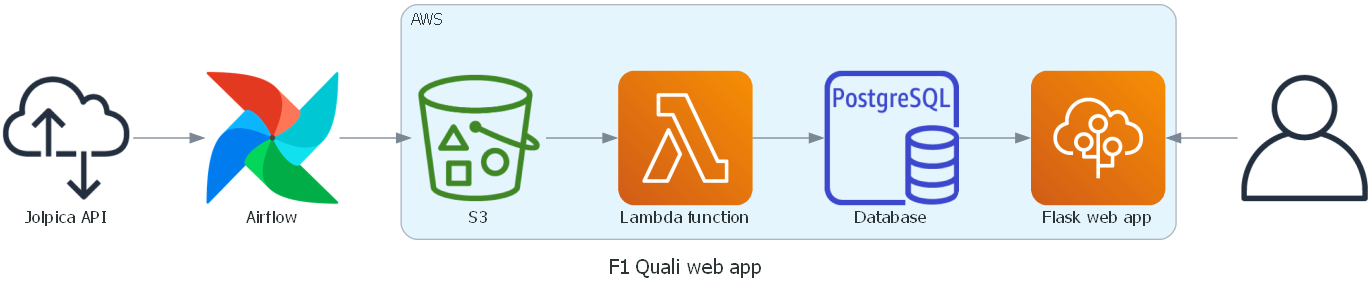 AWS
PostgreSQL
Jolpica API
Airflow
S3
Lambda function
Database
Flask web app
F1 Quali web app